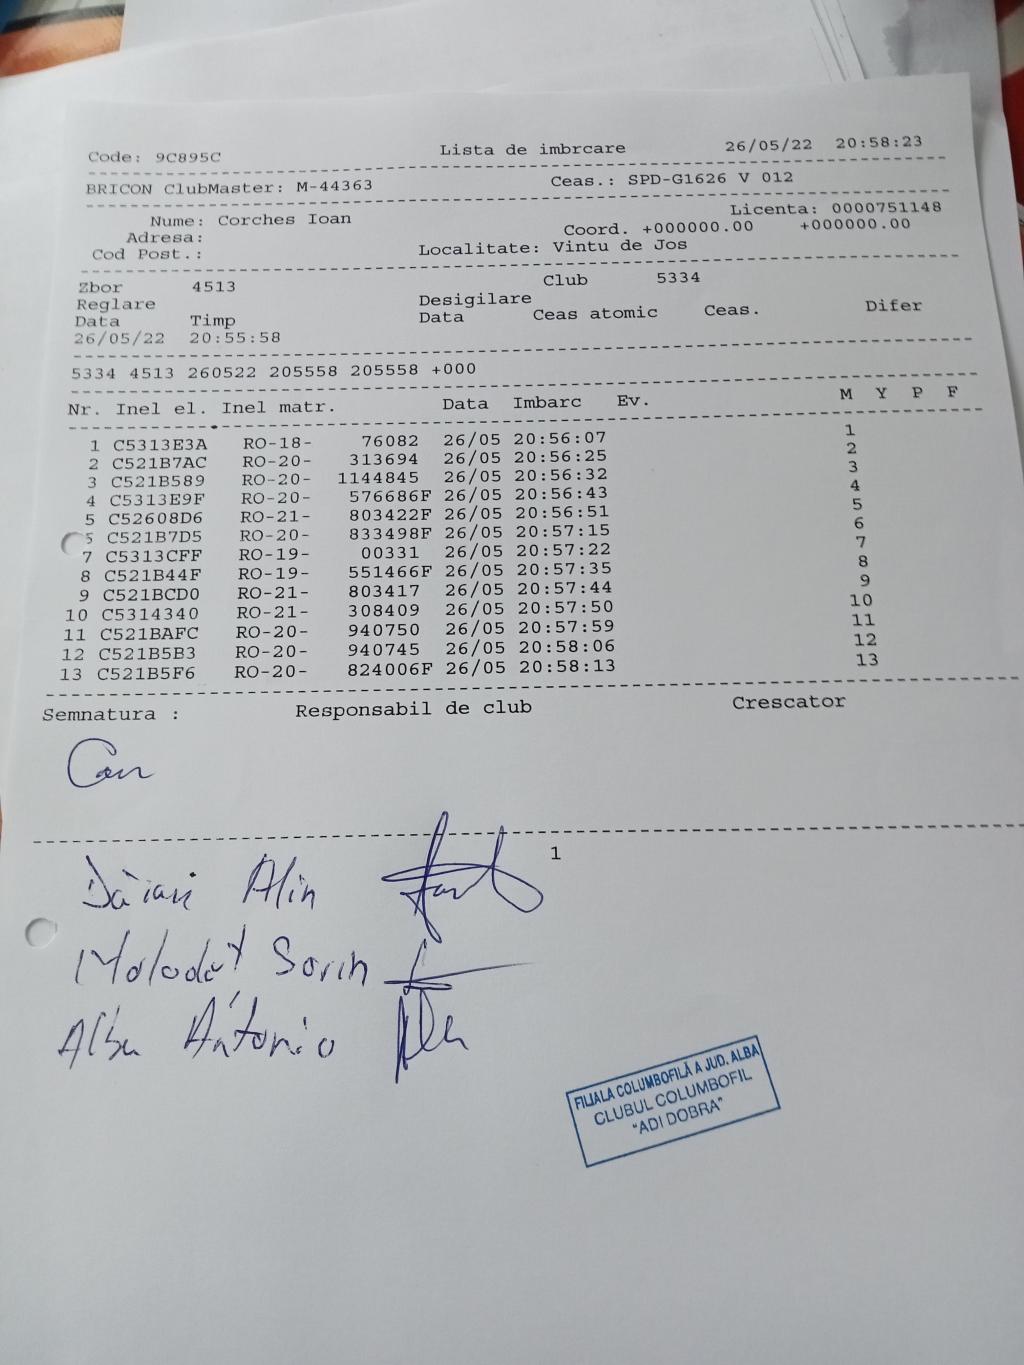 Code: 9C895C Lista de imbrcare 26/05/22 20:58:23
BRICON ClubMaster: M-44363 Ceas.: SPD-G1626 V 012
Nume: Corches Ioan Licenta: 0000751148
Adresa: Coord. +000000.00 +000000.00
Cod Post.: Localitate: Vintu de Jos
Zbor 4513 Club 5334
Reglare Desigilare
Data Timp Data Ceas atomic Ceas. Difer
26/05/22 20:55:58
5334 4513 260522 205558 205558 +000
Nr. Inel el. Inel matr. Data Imbarc Ev. M Y P F
1 C5313E3A RO-18- 76082 26/05 20:56:07 1
2 C521B7AC RO-20- 313694 26/05 20:56:25 2
3 C521B589 RO-20- 1144845 26/05 20:56:32 3
4 C5313E9F RO-20- 576686F 26/05 20:56:43 4
5 C52608D6 RO-21- 803422F 26/05 20:56:51 5
C521B7D5 RO-20- 833498F 26/05 20:57:15 6
7 C5313CFF RO-19- 00331 26/05 20:57:22 7
8 C521B44F RO-19- 551466F 26/05 20:57:35 8
9 C521BCD0 RO-21- 803417 26/05 20:57:44 9
10 C5314340 RO-21- 308409 26/05 20:57:50 10
11 C521BAFC RO-20- 940750 26/05 20:57:59 11
12 C521B5B3 RO-20- 940745 26/05 20:58:06 12
13 C521B5F6 RO-20- 824006F 26/05 20:58:13 13
Semnatura : Responsabil de club Crescator
1
Alin
Sorin
Albu Antonio
FILIALA COLUMBOFILĂ A JUD. ALBA
CLUBUL COLUMBOFIL
"ADI DOBRA"